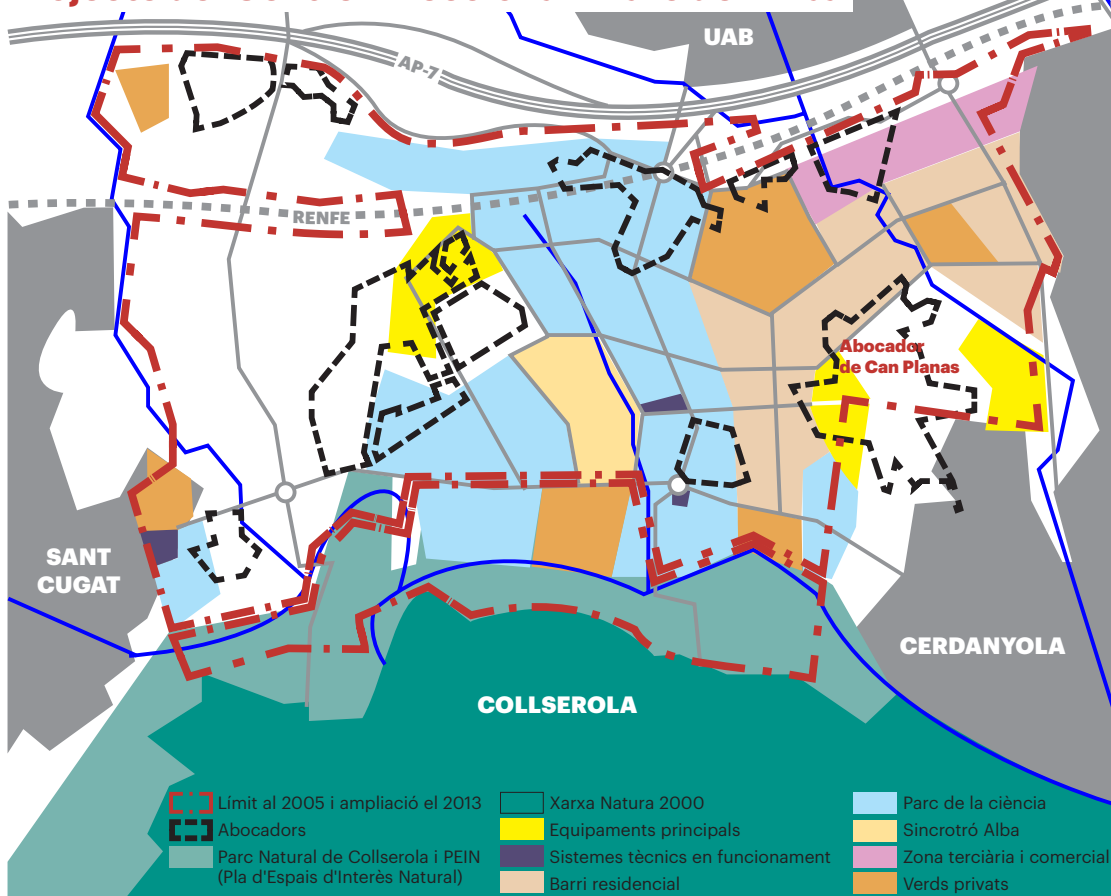 UAB
AP-7
RENFE
Abocador
de Can Planas
SANT
CUGAT
CERDANYOLA
COLLSEROLA
Límit al 2005 i ampliació el 2013
Abocadors
Parc Natural de Collserola i PEIN
(Pla d'Espais d'Interès Natural)
Xarxa Natura 2000
Equipaments principals
Sistemes tècnics en funcionament
Barri residencial
Parc de la ciència
Sincrotró Alba
Zona terciària i comercial
Verds privats